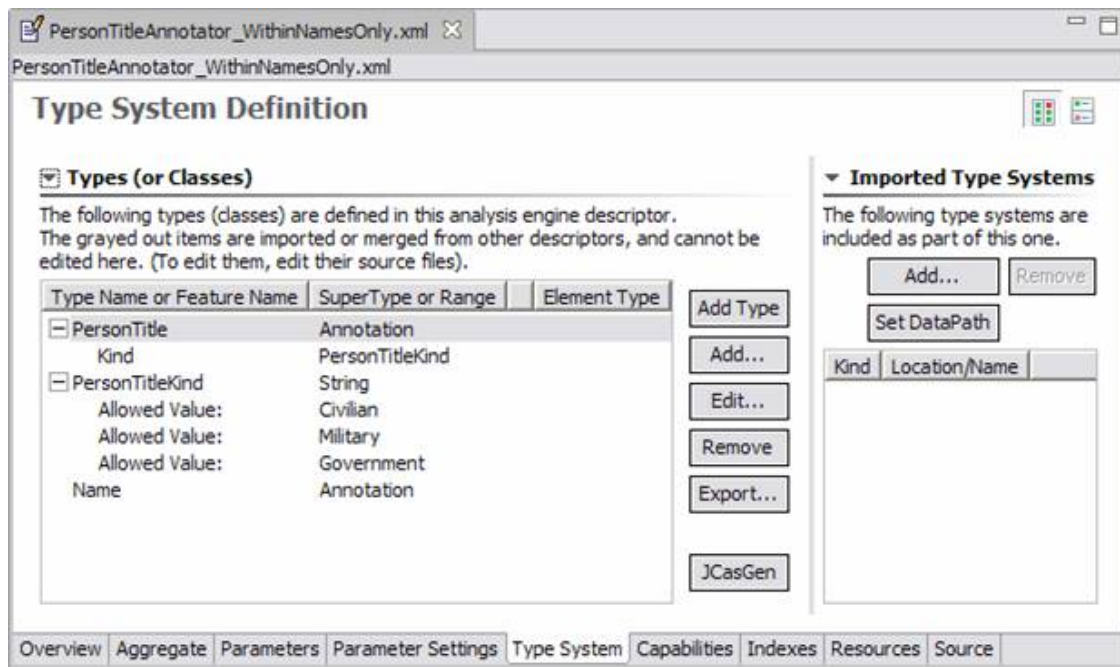 PersonTitleAnnotator_WithinNamesOnly.xml
PersonTitleAnnotator_WithinNamesOnly.xml
Type System Definition
Types (or Classes)
The following types (classes) are defined in this analysis engine descriptor.
The grayed out items are imported or merged from other descriptors, and cannot be
edited here. (To edit them, edit their source files).
Type Name or Feature Name SuperType or Range Element Type
PersonTitle Annotation
Kind PersonTitleKind
PersonTitleKind String
Allowed Value: Civilian
Allowed Value: Military
Allowed Value: Government
Name Annotation
Add Type
Add...
Edit...
Remove
Export...
JCasGen
Imported Type Systems
The following type systems are
included as part of this one.
Add... Remove
Set DataPath
Kind Location/Name
Overview Aggregate Parameters Parameter Settings Type System Capabilities Indexes Resources Source